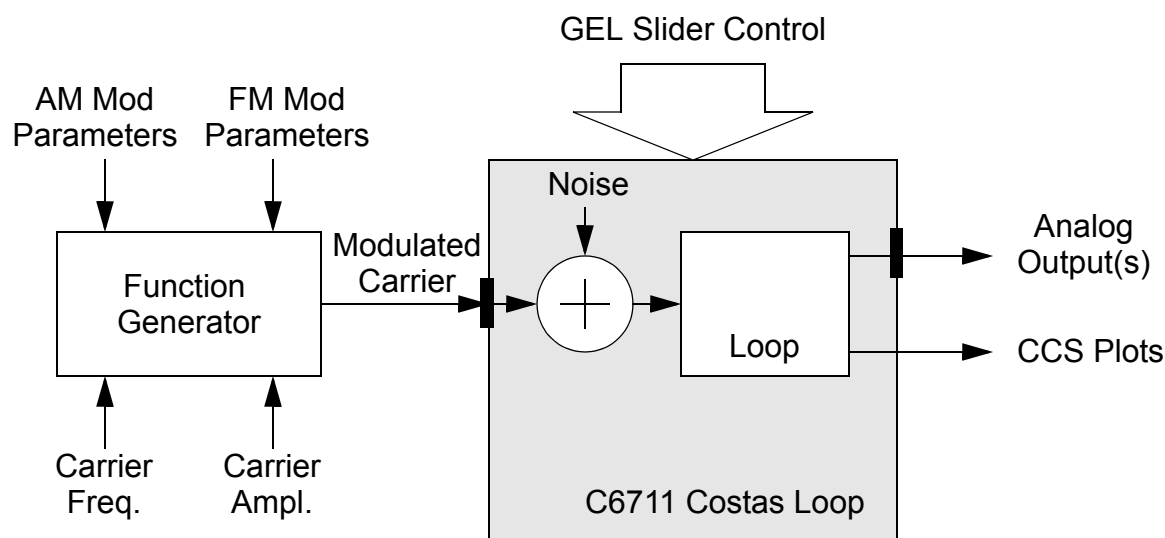 GEL Slider Control
AM Mod
Parameters
FM Mod
Parameters
Noise
Modulated
Carrier
Function
Generator
Analog
Output(s)
Loop
CCS Plots
Carrier
Freq.
Carrier
Ampl.
C6711 Costas Loop